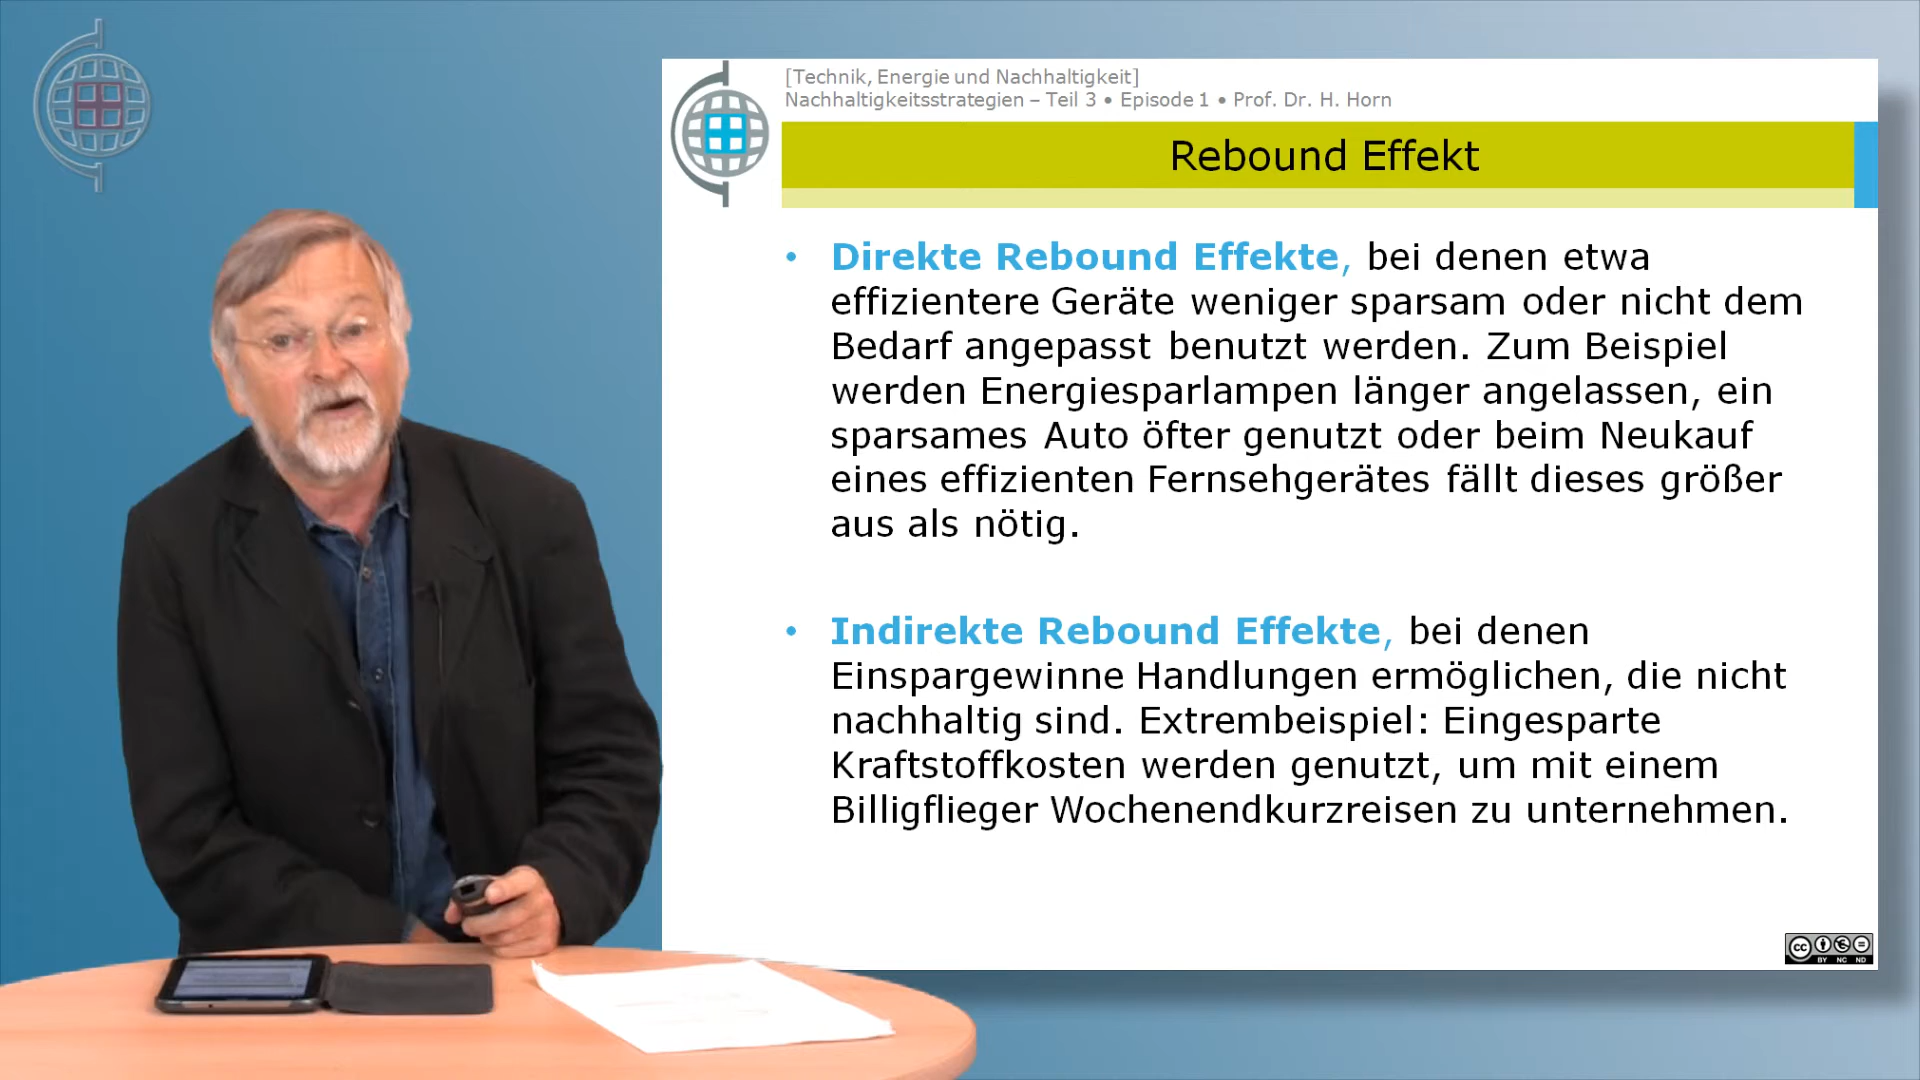 [Technik, Energie und Nachhaltigkeit]
Nachhaltigkeitsstrategien – Teil 3 • Episode 1 • Prof. Dr. H. Horn
Rebound Effekt
• Direkte Rebound Effekte, bei denen etwa
effizientere Geräte weniger sparsam oder nicht dem
Bedarf angepasst benutzt werden. Zum Beispiel
werden Energiesparlampen länger angelassen, ein
sparsames Auto öfter genutzt oder beim Neukauf
eines effizienten Fernsehgerätes fällt dieses größer
aus als nötig.
• Indirekte Rebound Effekte, bei denen
Einspargewinne Handlungen ermöglichen, die nicht
nachhaltig sind. Extrembeispiel: Eingesparte
Kraftstoffkosten werden genutzt, um mit einem
Billigflieger Wochenendkurzreisen zu unternehmen.
cc
BY NC ND